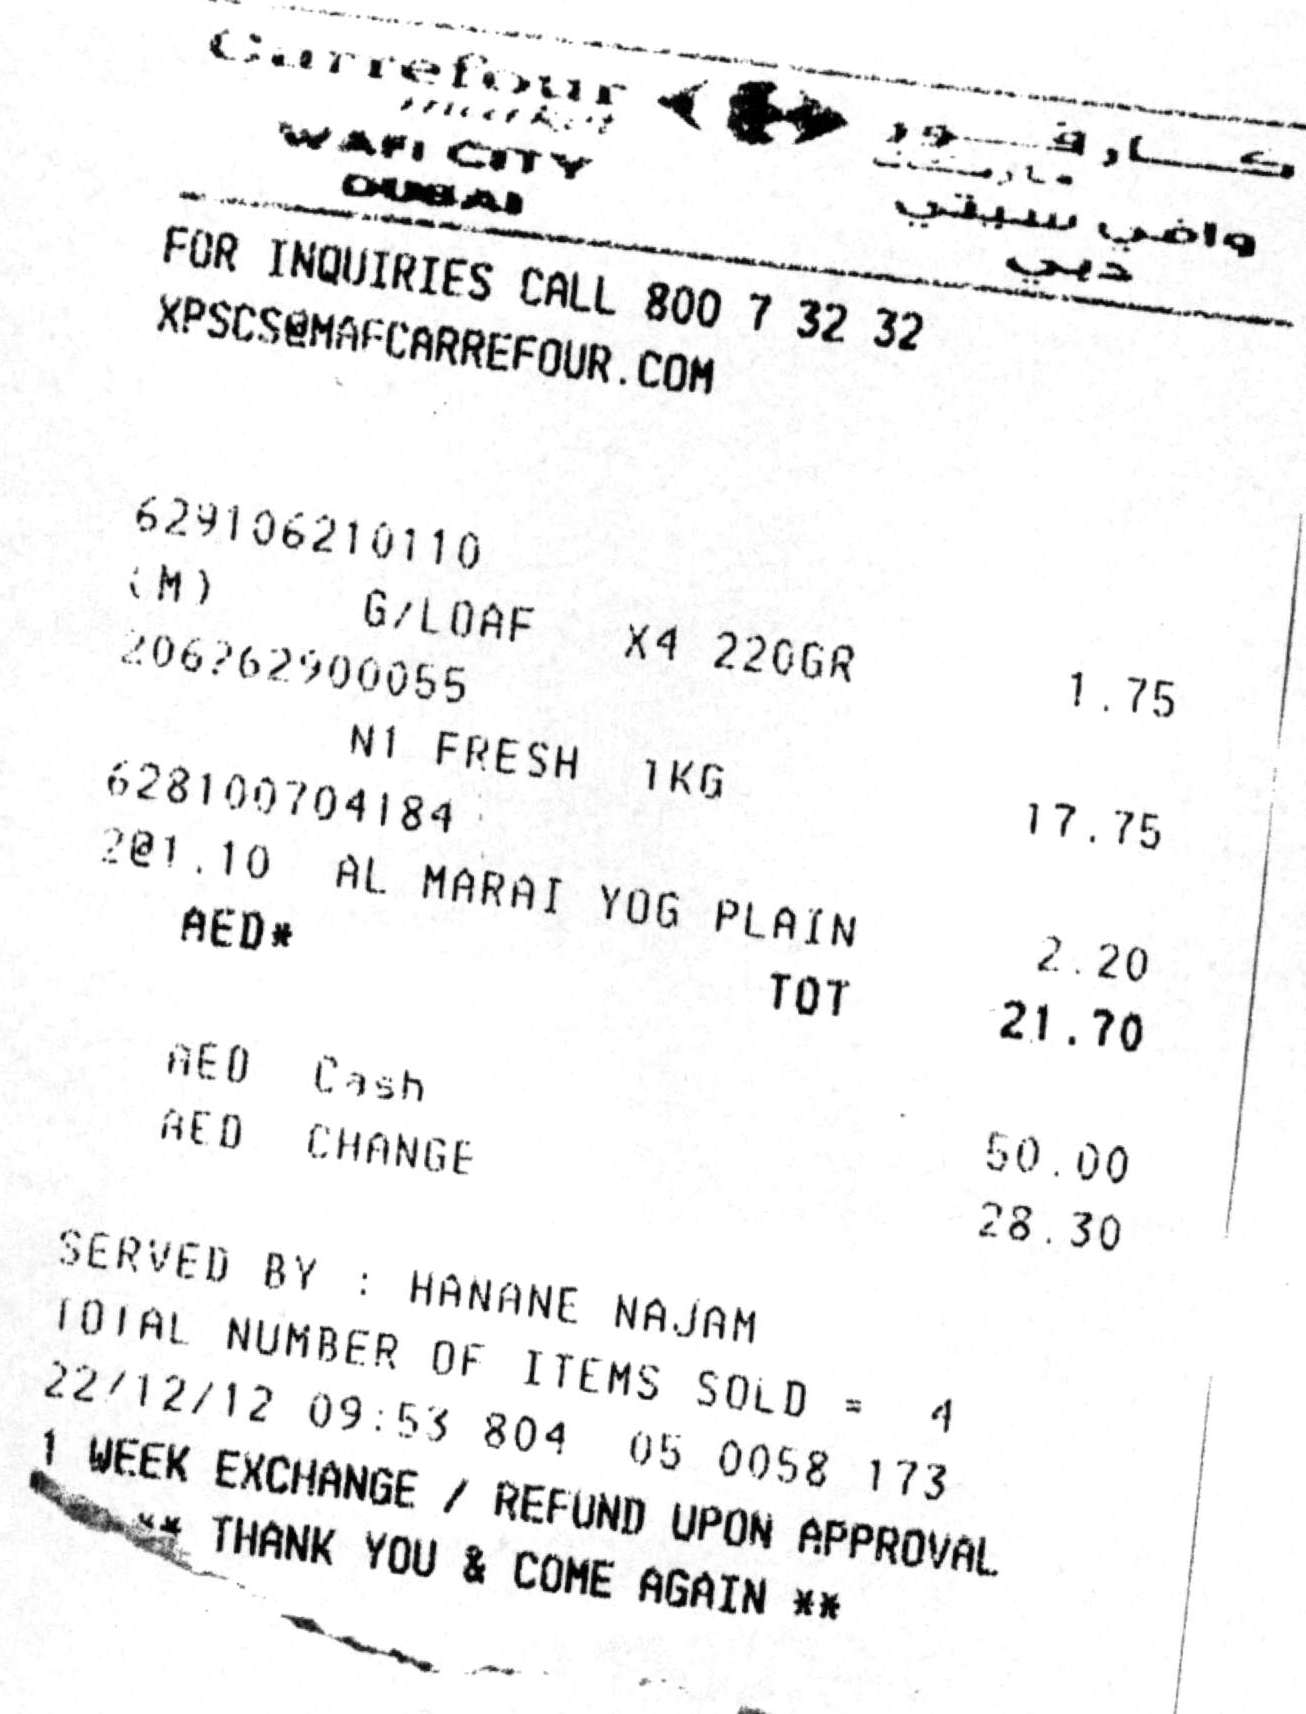 Carrefour
market
WAFI CITY
DUBAI
كارفور
ماركت
وافي سيتي
دبي
FOR INQUIRIES CALL 800 7 32 32
XPSCS@MAFCARREFOUR.COM
629106210110
(M) G/LOAF X4 220GR 1.75
206262900055
N1 FRESH 1KG 17.75
628100704184
2@1.10 AL MARAI YOG PLAIN 2.20
AED* TOT 21.70
AED Cash 50.00
AED CHANGE 28.30
SERVED BY : HANANE NAJAM
TOTAL NUMBER OF ITEMS SOLD = 4
22/12/12 09:53 804 05 0058 173
1 WEEK EXCHANGE / REFUND UPON APPROVAL
** THANK YOU & COME AGAIN **